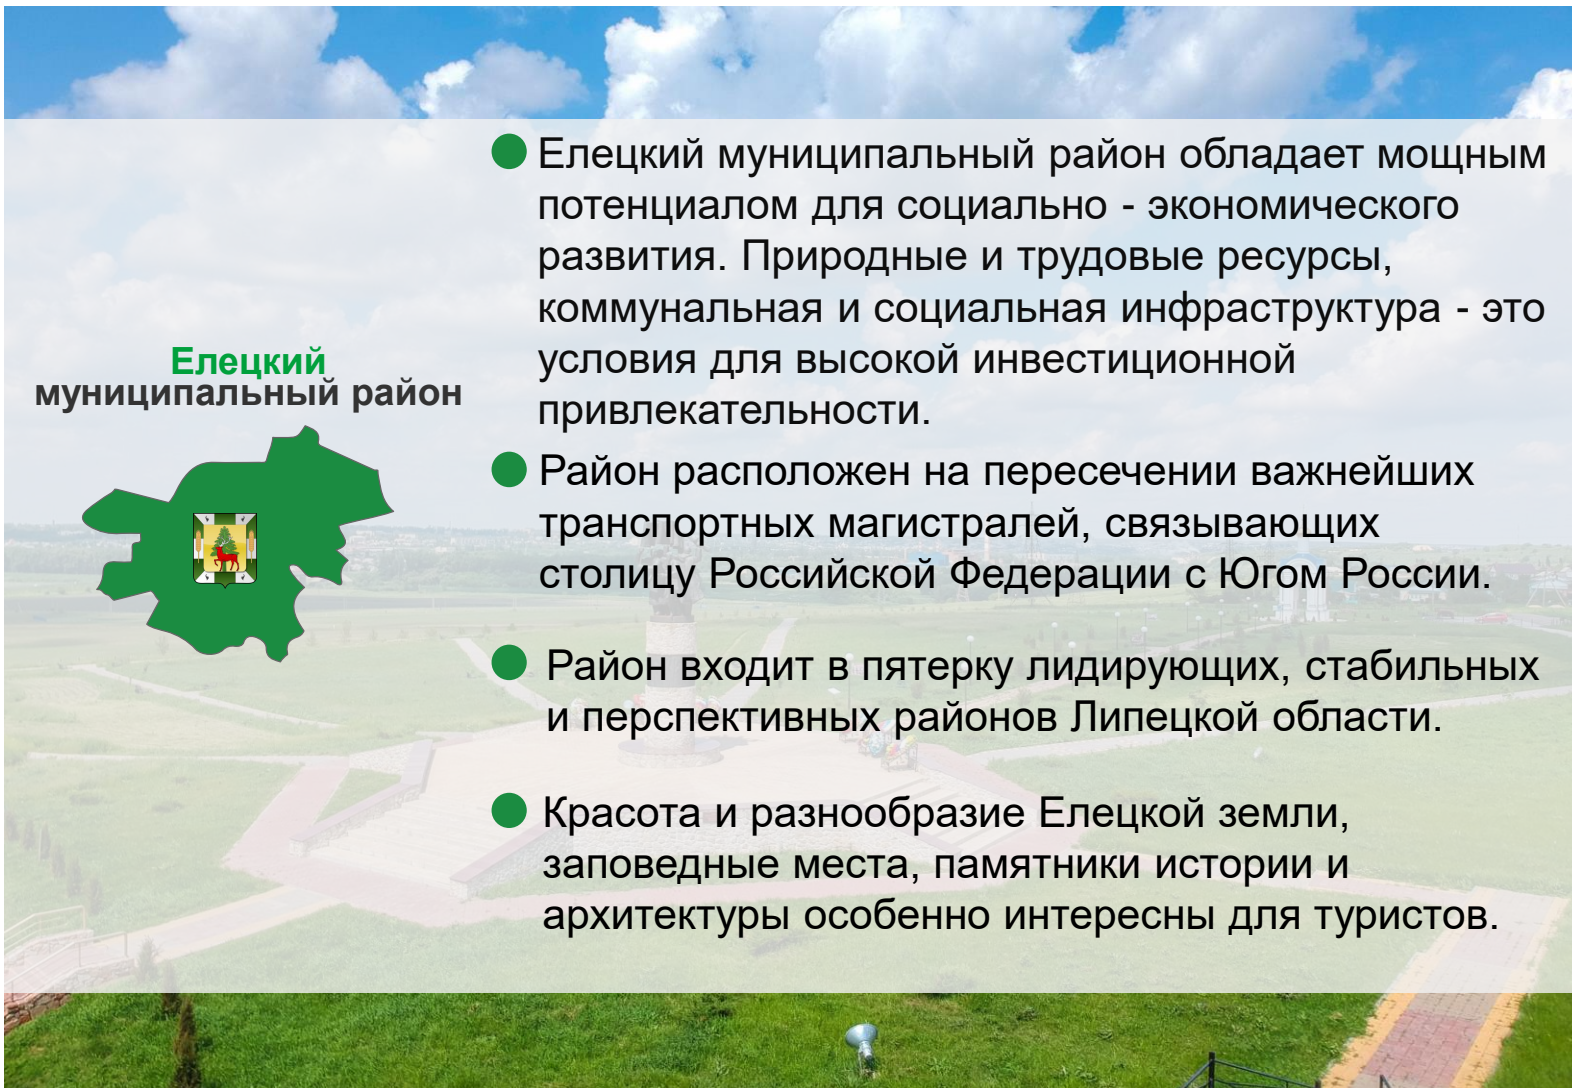 Елецкий муниципальный район обладает мощным
потенциалом для социально - экономического
развития. Природные и трудовые ресурсы,
коммунальная и социальная инфраструктура - это
условия для высокой инвестиционной
привлекательности.
Елецкий
муниципальный район
Район расположен на пересечении важнейших
транспортных магистралей, связывающих
столицу Российской Федерации с Югом России.
Район входит в пятерку лидирующих, стабильных
и перспективных районов Липецкой области.
Красота и разнообразие Елецкой земли,
заповедные места, памятники истории и
архитектуры особенно интересны для туристов.